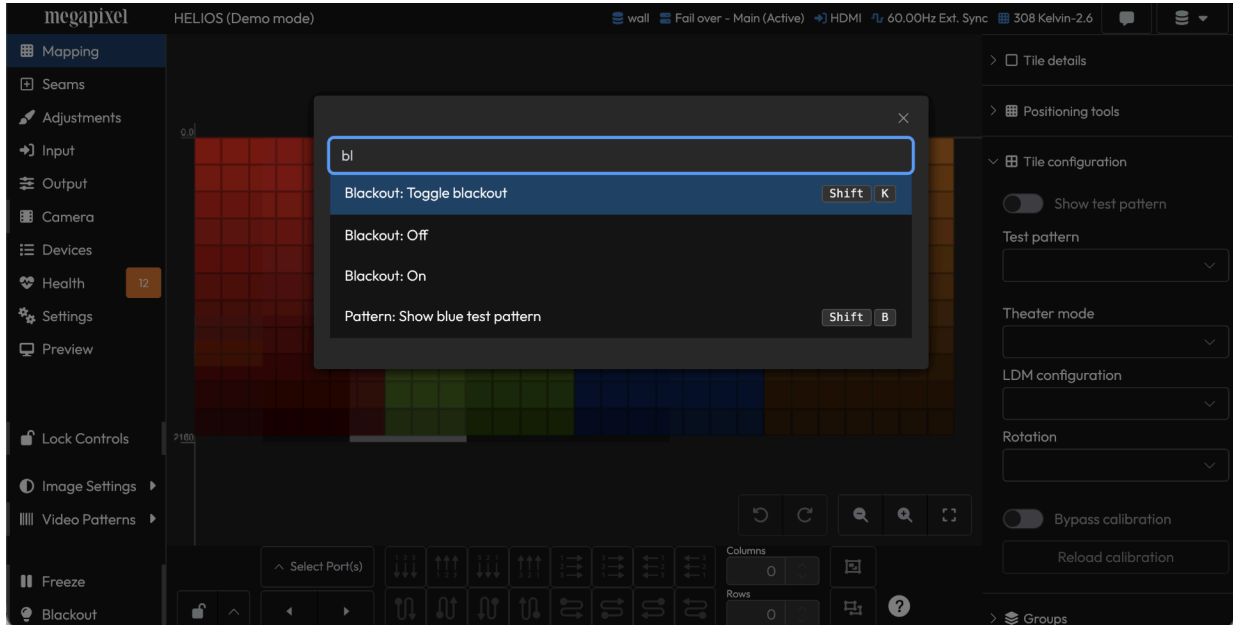 megapixel
HELIOS (Demo mode)
wall Fail over - Main (Active) HDMI 60.00Hz Ext. Sync 308 Kelvin-2.6
Mapping
Seams
Adjustments
Input
Output
Camera
Devices
Health 12
Settings
Preview
Lock Controls
Image Settings
Video Patterns
Freeze
Blackout
0,0
2160
bl
Blackout: Toggle blackout Shift K
Blackout: Off
Blackout: On
Pattern: Show blue test pattern Shift B
Select Port(s)
Columns
0
Rows
0
?
Tile details
Positioning tools
Tile configuration
Show test pattern
Test pattern
Theater mode
LDM configuration
Rotation
Bypass calibration
Reload calibration
Groups